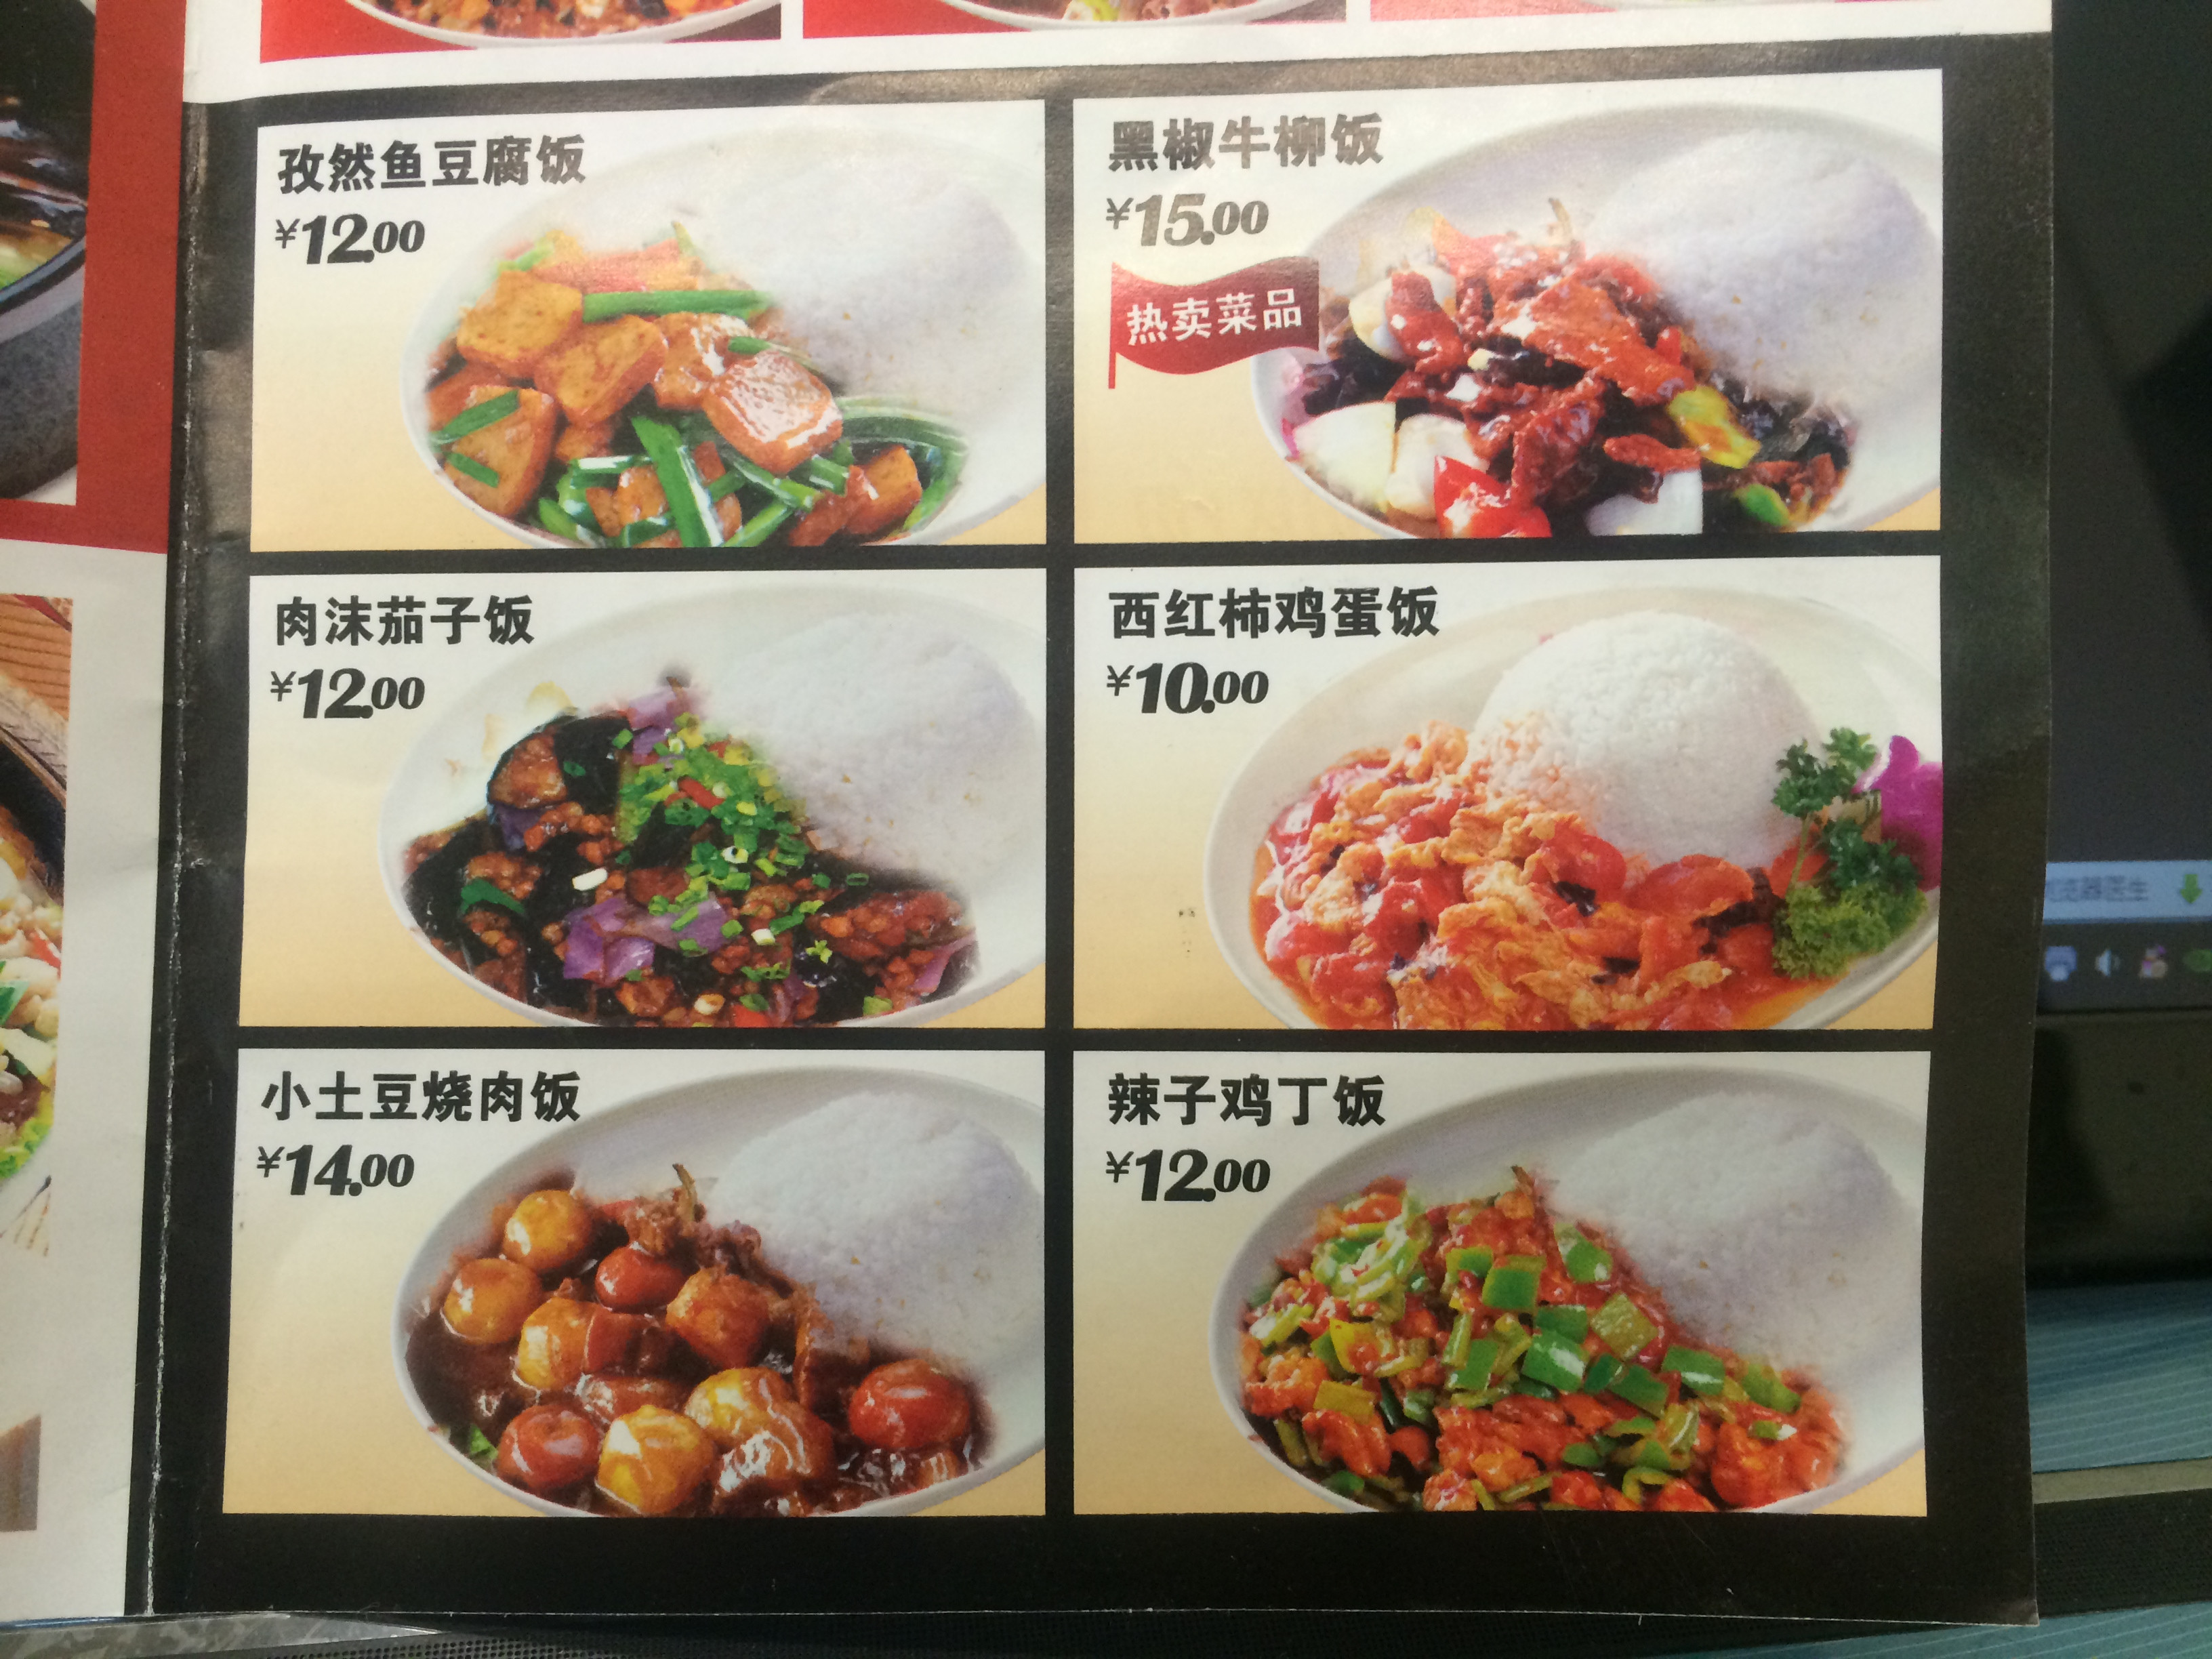 孜然鱼豆腐饭
¥12.00
黑椒牛柳饭
¥15.00
热卖菜品
肉沫茄子饭
¥12.00
西红柿鸡蛋饭
¥10.00
小土豆烧肉饭
¥14.00
辣子鸡丁饭
¥12.00